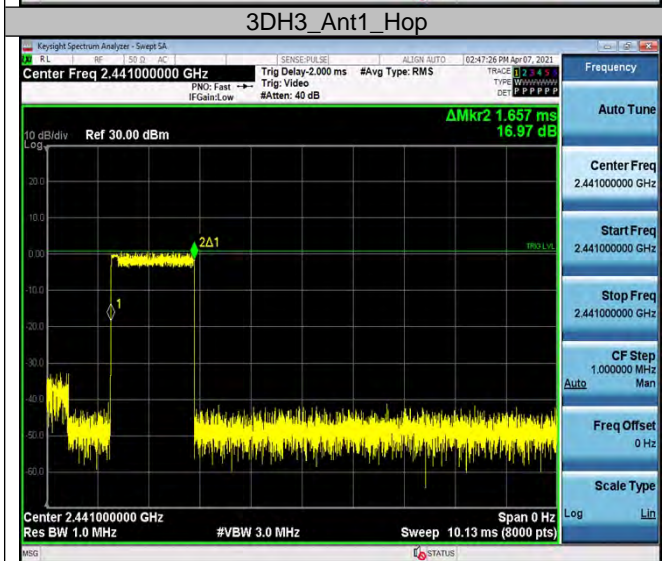 3DH3_Ant1_Hop
Keysight Spectrum Analyzer - Swept SA
RL RF 50 Ω AC SENSE:PULSE ALIGN AUTO 02:47:26 PM Apr 07, 2021
Center Freq 2.441000000 GHz
PNO: Fast
IFGain:Low
Trig Delay-2.000 ms
Trig: Video
#Atten: 40 dB
#Avg Type: RMS
TRACE 1 2 3 4 5 6
TYPE WWWWWW
DET P P P P P P
ΔMkr2 1.657 ms
16.97 dB
10 dB/div Ref 30.00 dBm
Log
20.0
10.0
0.00
-10.0
-20.0
-30.0
-40.0
-50.0
-60.0
2Δ1
TRIG LVL
1
Center 2.441000000 GHz Span 0 Hz
Res BW 1.0 MHz #VBW 3.0 MHz Sweep 10.13 ms (8000 pts)
MSG STATUS
Frequency
Auto Tune
Center Freq
2.441000000 GHz
Start Freq
2.441000000 GHz
Stop Freq
2.441000000 GHz
CF Step
1.000000 MHz
Auto Man
Freq Offset
0 Hz
Scale Type
Log Lin